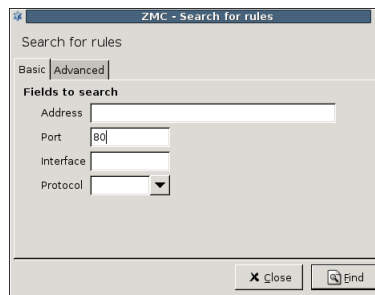 ZMC - Search for rules
Search for rules
Basic Advanced
Fields to search
Address
Port 80
Interface
Protocol
Close Find